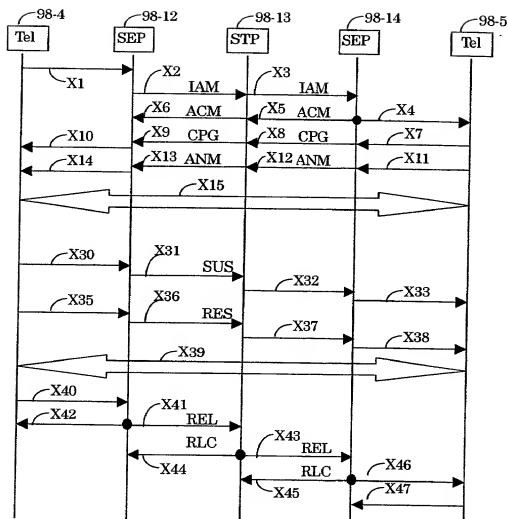 98-4 98-12 98-13 98-14 98-5
Tel SEP STP SEP Tel
X1 X2 IAM X3 IAM
X6 ACM X5 ACM X4
X10 X9 CPG X8 CPG X7
X14 X13 ANM X12 ANM X11
X15
X30 X31 SUS X32 X33
X35 X36 RES X37 X38
X39
X40
X42 X41 REL
RLC X43 REL
X44 RLC X46
X45 X47